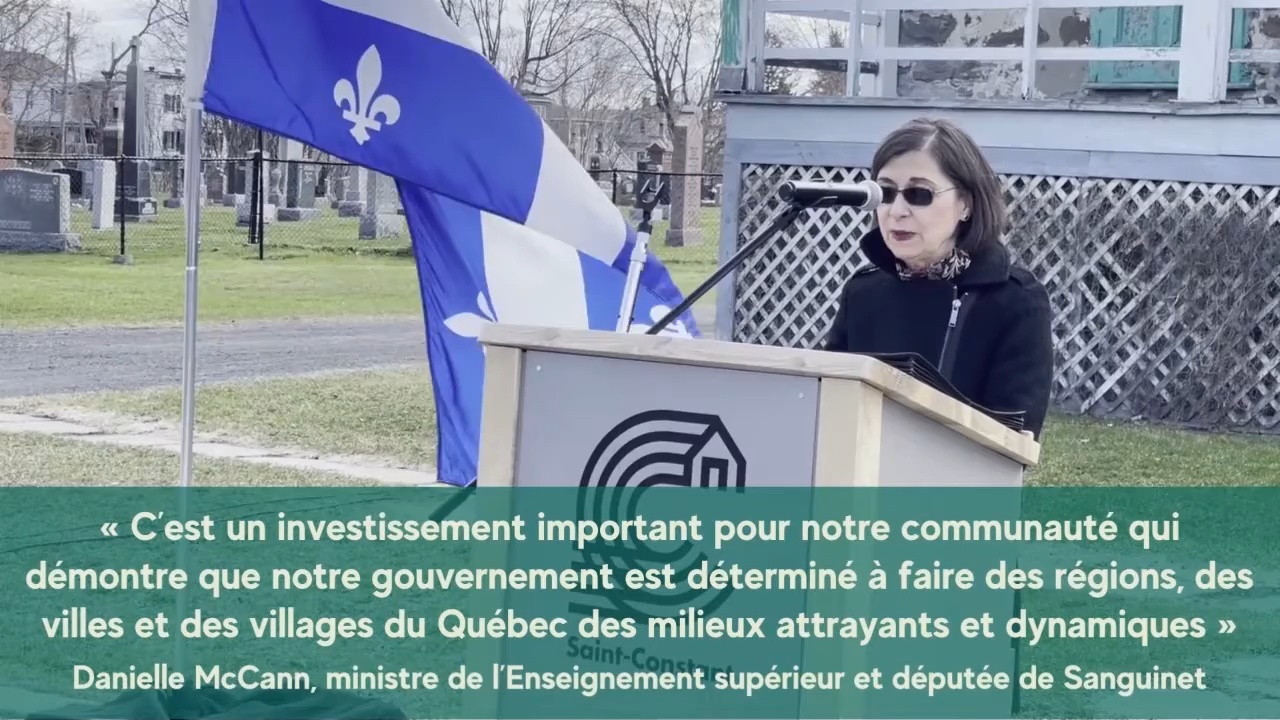 « C'est un investissement important pour notre communauté qui
démontre que notre gouvernement est déterminé à faire des régions, des
villes et des villages du Québec des milieux attrayants et dynamiques »
Saint-Constant
Danielle McCann, ministre de l'Enseignement supérieur et députée de Sanguinet